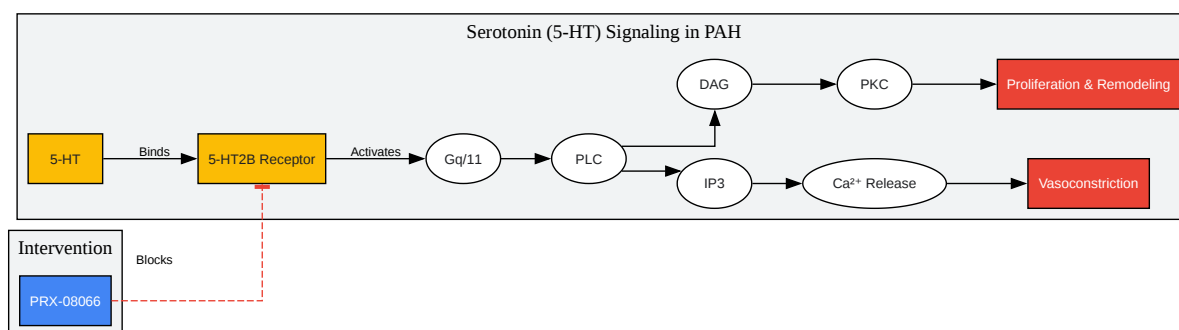 Serotonin (5-HT) Signaling in PAH
DAG
PKC
Proliferation & Remodeling
5-HT
Binds
5-HT2B Receptor
Activates
Gq/11
PLC
IP3
Ca²⁺ Release
Vasoconstriction
Intervention
Blocks
PRX-08066